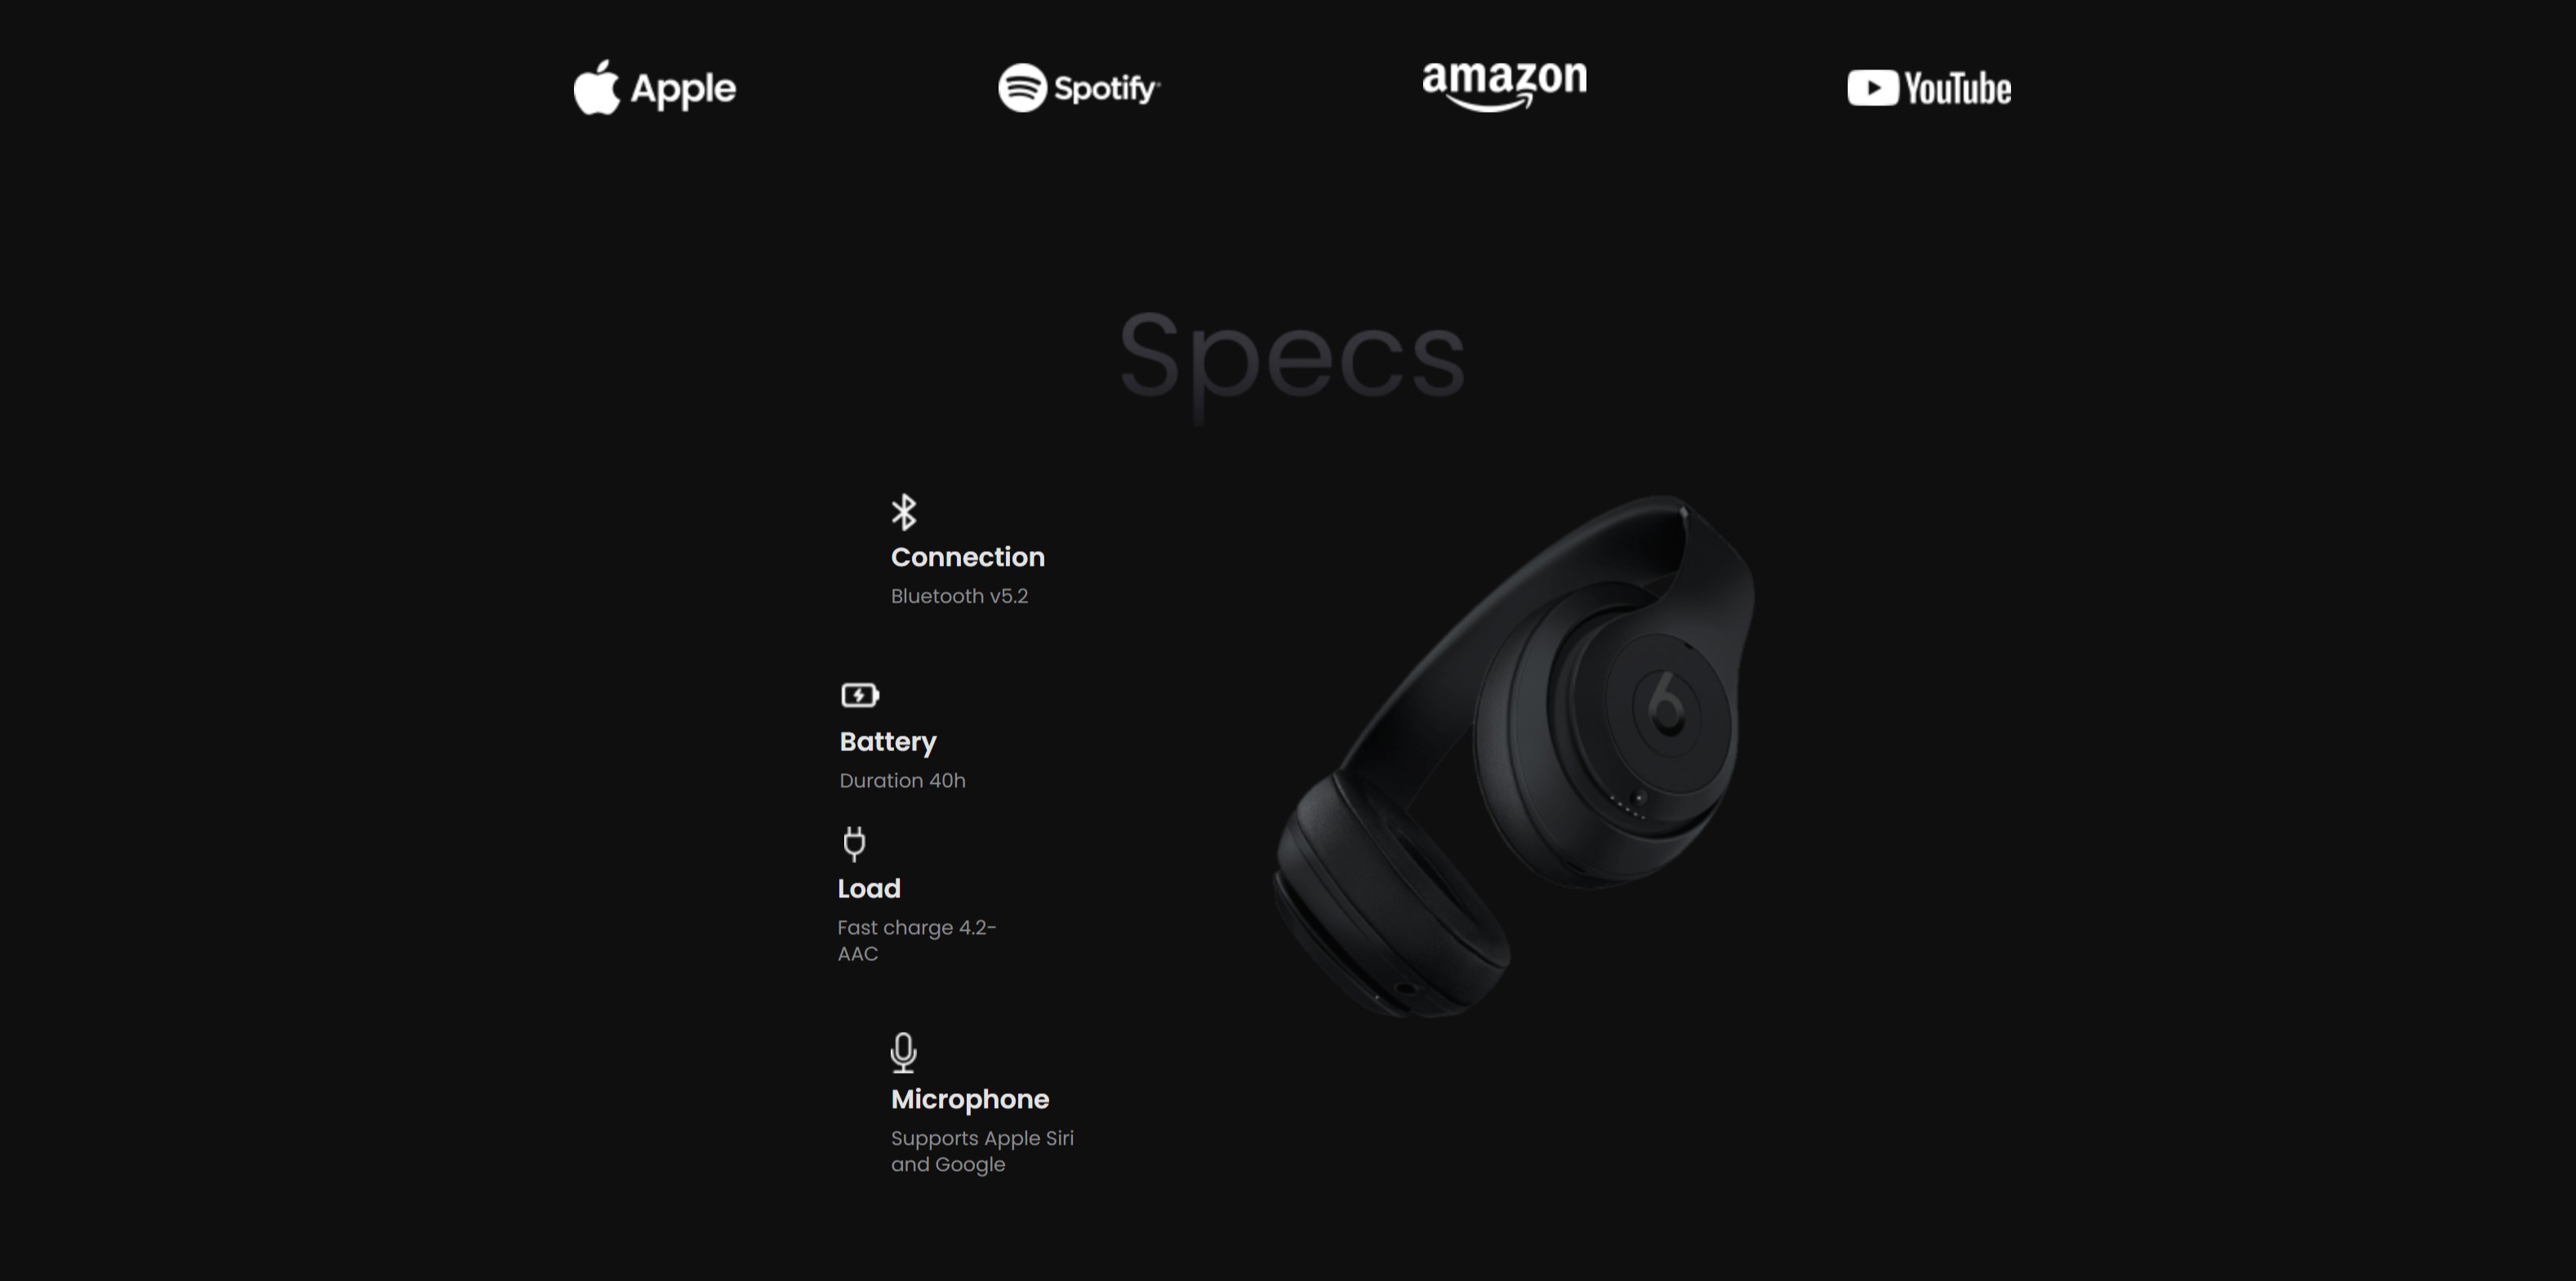 Apple
Spotify
amazon
YouTube
Specs
Connection
Bluetooth v5.2
Battery
Duration 40h
Load
Fast charge 4.2-
AAC
Microphone
Supports Apple Siri
and Google